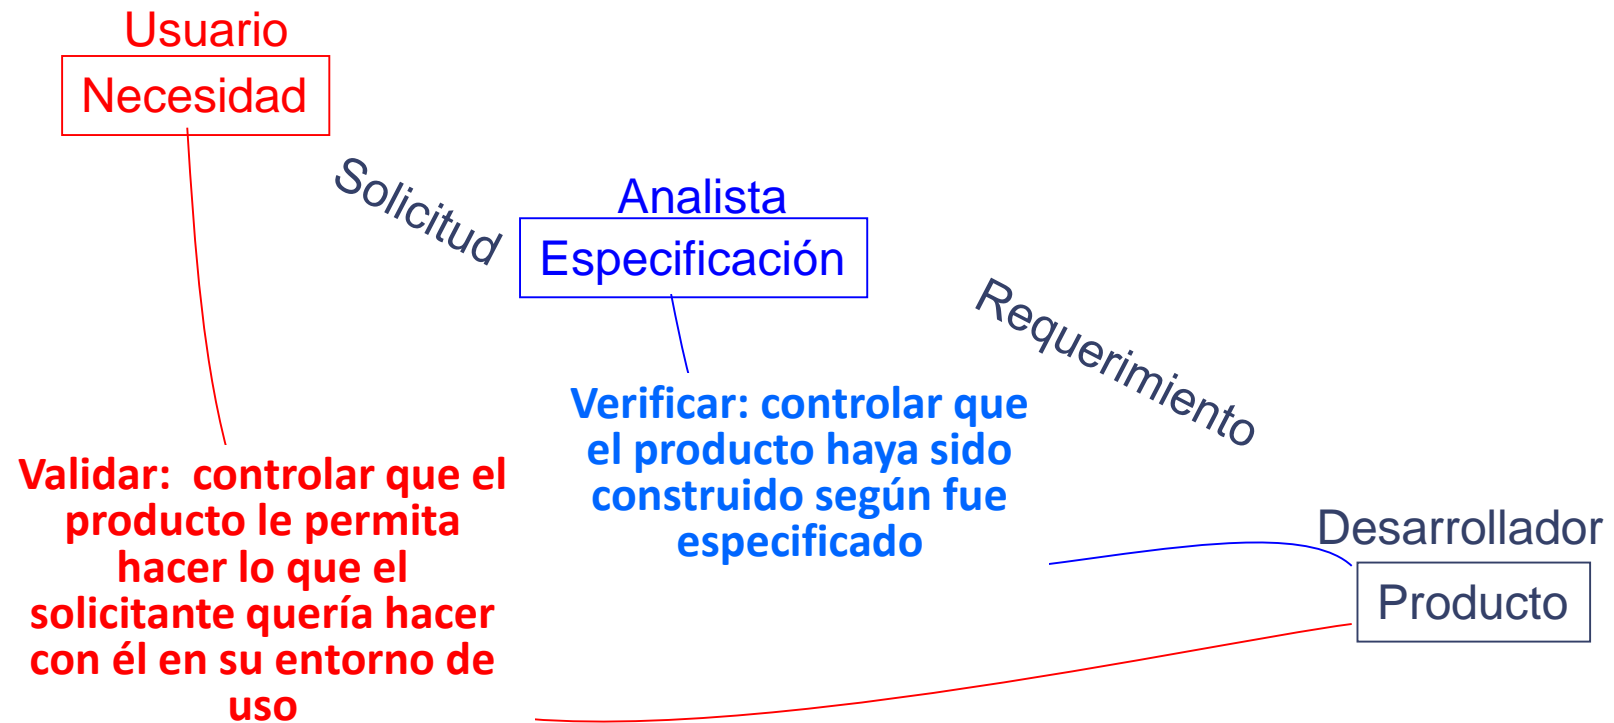 Usuario
Necesidad
Solicitud
Analista
Especificación
Requerimiento
Verificar: controlar que
el producto haya sido
construido según fue
especificado
Validar:  controlar que el
producto le permita
hacer lo que el
solicitante quería hacer
con él en su entorno de
uso
Desarrollador
Producto